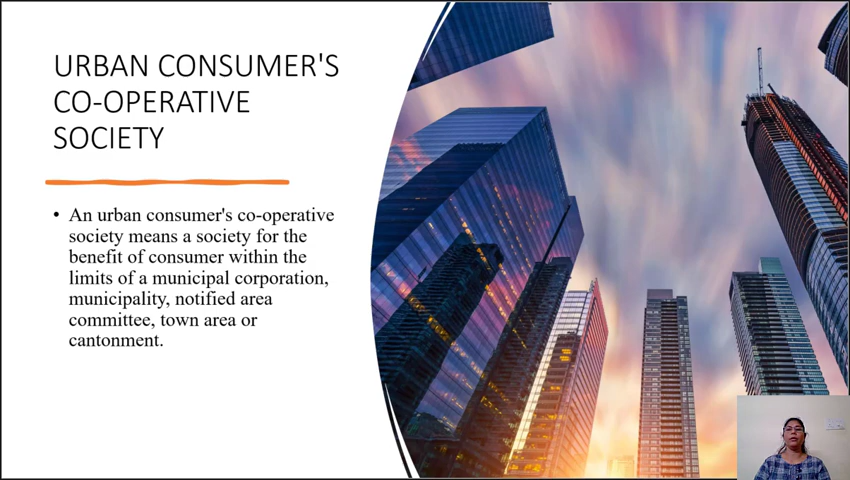 URBAN CONSUMER'S
CO-OPERATIVE
SOCIETY
• An urban consumer's co-operative
society means a society for the
benefit of consumer within the
limits of a municipal corporation,
municipality, notified area
committee, town area or
cantonment.